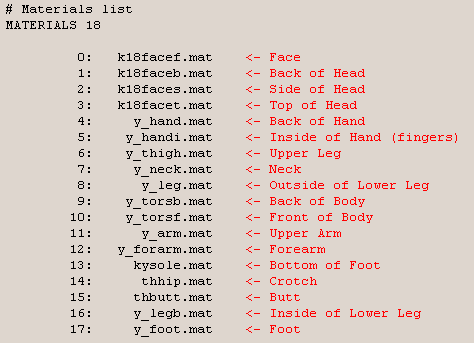 # Materials list
MATERIALS 18
0: k18facef.mat <- Face
1: k18faceb.mat <- Back of Head
2: k18faces.mat <- Side of Head
3: k18facet.mat <- Top of Head
4: y_hand.mat <- Back of Hand
5: y_handi.mat <- Inside of Hand (fingers)
6: y_thigh.mat <- Upper Leg
7: y_neck.mat <- Neck
8: y_leg.mat <- Outside of Lower Leg
9: y_torsb.mat <- Back of Body
10: y_torsf.mat <- Front of Body
11: y_arm.mat <- Upper Arm
12: y_forarm.mat <- Forearm
13: kysole.mat <- Bottom of Foot
14: thhip.mat <- Crotch
15: thbutt.mat <- Butt
16: y_legb.mat <- Inside of Lower Leg
17: y_foot.mat <- Foot